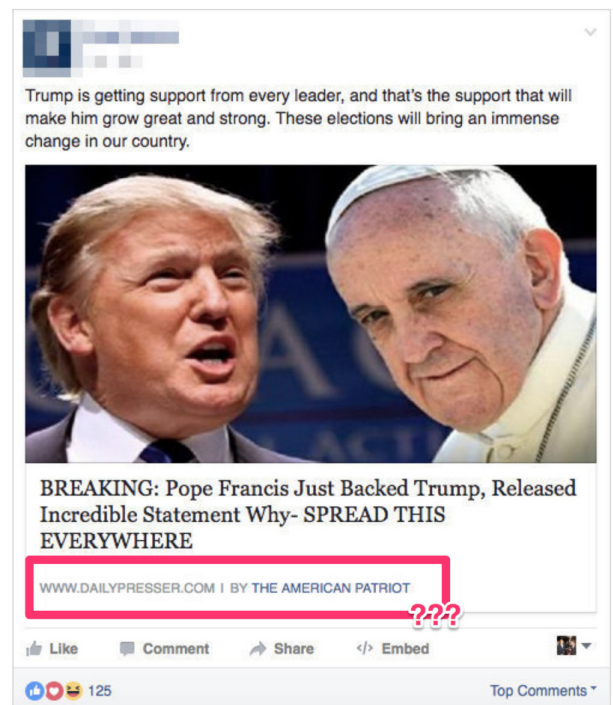 Trump is getting support from every leader, and that's the support that will
make him grow great and strong. These elections will bring an immense
change in our country.
BREAKING: Pope Francis Just Backed Trump, Released
Incredible Statement Why- SPREAD THIS
EVERYWHERE
WWW.DAILYPRESSER.COM | BY THE AMERICAN PATRIOT
???
Like Comment Share </> Embed
125 Top Comments